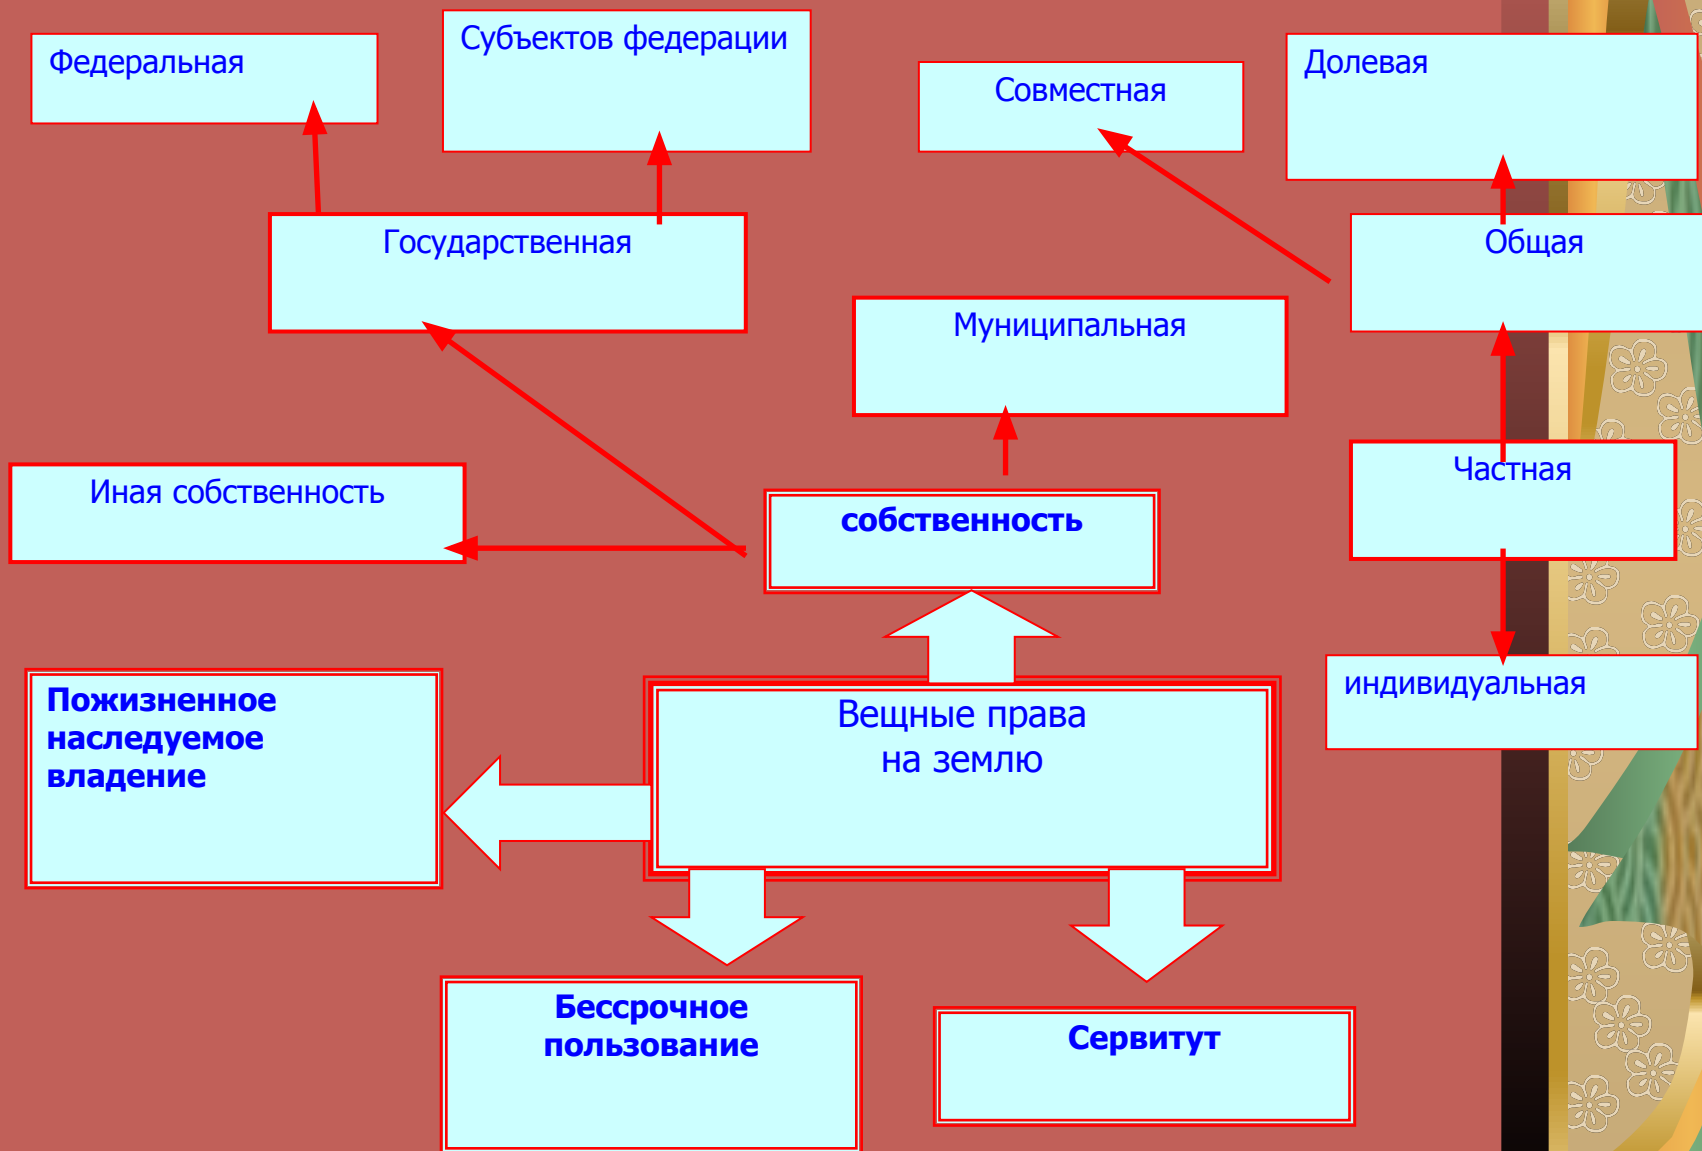 Федеральная
Субъектов федерации
Совместная
Долевая
Государственная
Общая
Муниципальная
Иная собственность
Частная
собственность
Пожизненное
наследуемое
владение
Вещные права
на землю
индивидуальная
Бессрочное
пользование
Сервитут